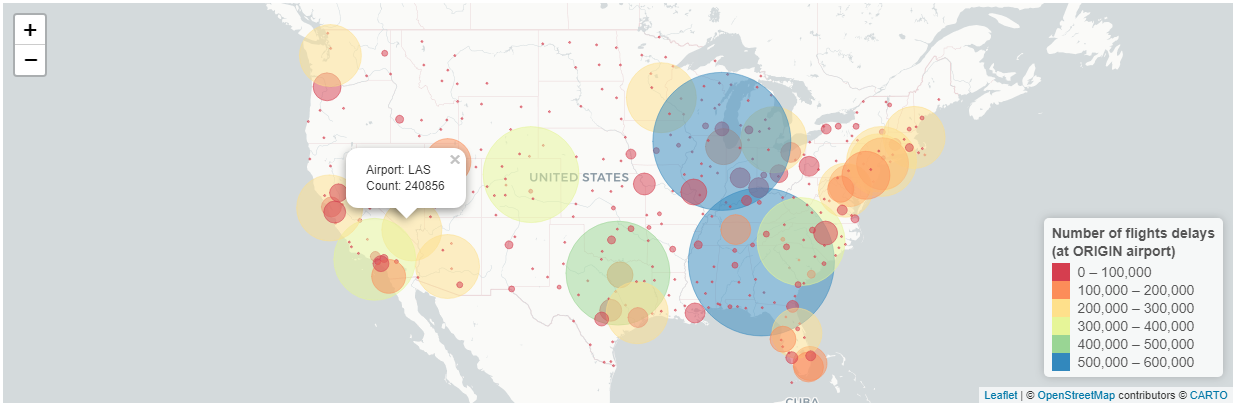 +
−
×
Airport: LAS
Count: 240856
UNITED STATES
Number of flights delays
(at ORIGIN airport)
0 – 100,000
100,000 – 200,000
200,000 – 300,000
300,000 – 400,000
400,000 – 500,000
500,000 – 600,000
CUBA
Leaflet | © OpenStreetMap contributors © CARTO